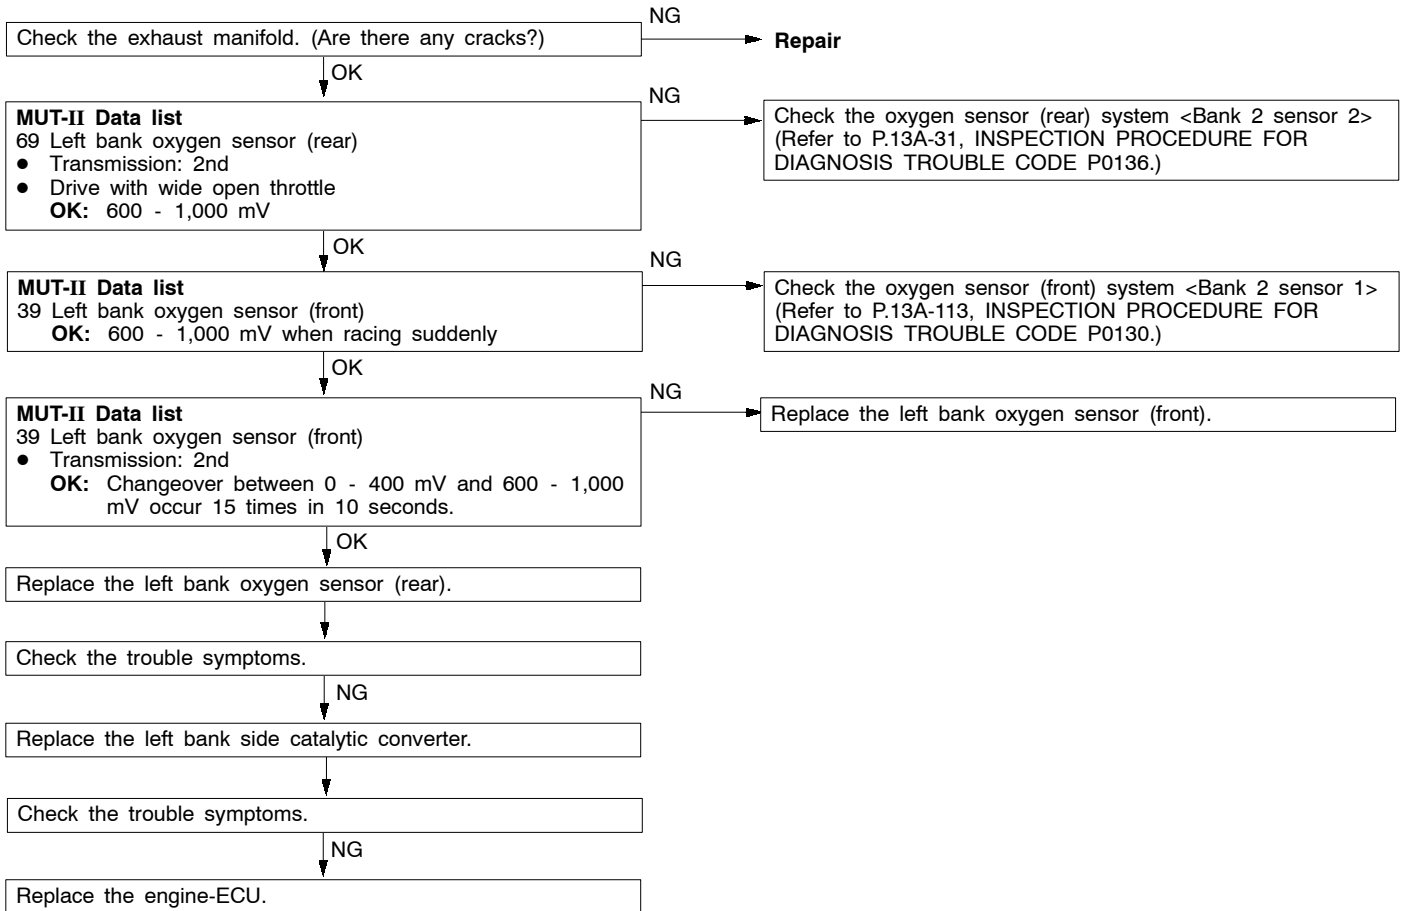 Check the exhaust manifold. (Are there any cracks?)
NG
Repair
OK
MUT-II Data list
69 Left bank oxygen sensor (rear)
● Transmission: 2nd
● Drive with wide open throttle
OK: 600 - 1,000 mV
NG
Check the oxygen sensor (rear) system <Bank 2 sensor 2>
(Refer to P.13A-31, INSPECTION PROCEDURE FOR
DIAGNOSIS TROUBLE CODE P0136.)
OK
MUT-II Data list
39 Left bank oxygen sensor (front)
OK: 600 - 1,000 mV when racing suddenly
NG
Check the oxygen sensor (front) system <Bank 2 sensor 1>
(Refer to P.13A-113, INSPECTION PROCEDURE FOR
DIAGNOSIS TROUBLE CODE P0130.)
OK
MUT-II Data list
39 Left bank oxygen sensor (front)
● Transmission: 2nd
OK: Changeover between 0 - 400 mV and 600 - 1,000
mV occur 15 times in 10 seconds.
NG
Replace the left bank oxygen sensor (front).
OK
Replace the left bank oxygen sensor (rear).
Check the trouble symptoms.
NG
Replace the left bank side catalytic converter.
Check the trouble symptoms.
NG
Replace the engine-ECU.